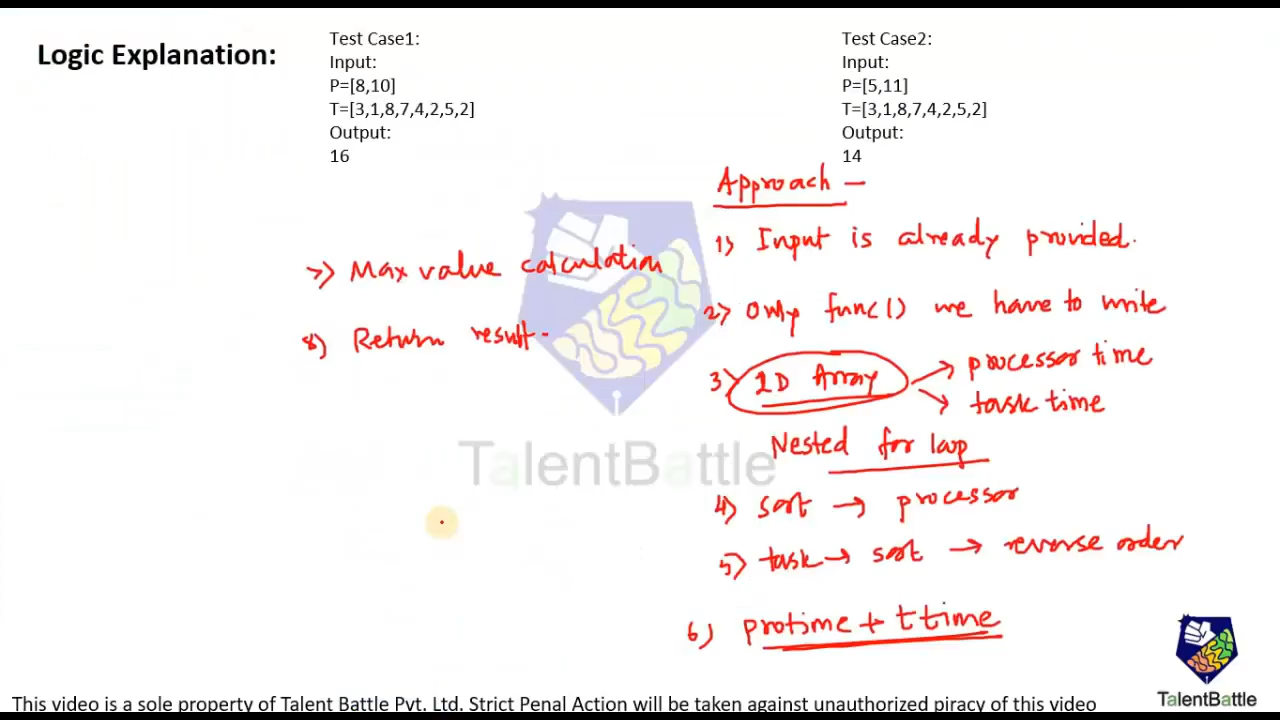 Logic Explanation:
Test Case1:
Input:
P=[8,10]
T=[3,1,8,7,4,2,5,2]
Output:
16
Test Case2:
Input:
P=[5,11]
T=[3,1,8,7,4,2,5,2]
Output:
14
Approach —
1) Input is already provided.
2) Only func() we have to write
3) 2D Array → processor time
→ task time
Nested for loop
4) sort → processor
5) task → sort → reverse order
6) protime + ttime
7) Max value calculation
8) Return result.
TalentBattle
TalentBattle
This video is a sole property of Talent Battle Pvt. Ltd. Strict Penal Action will be taken against unauthorized piracy of this video